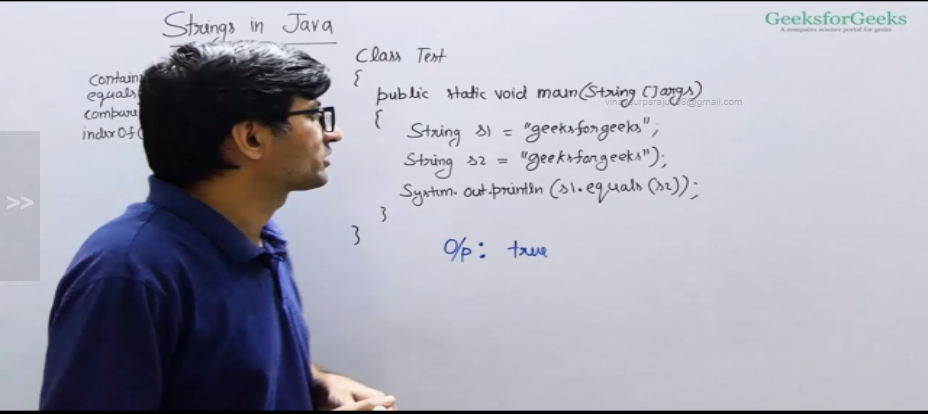 Strings in Java
GeeksforGeeks
A computer science portal for geeks
contain
equals
compare
indexOf(
Class Test
{
public static void main(String []args)
{
String s1 = "geeksforgeeks";
String s2 = "geeksforgeeks");
System.out.println (s1.equals (s2));
}
}
O/p: true
>>